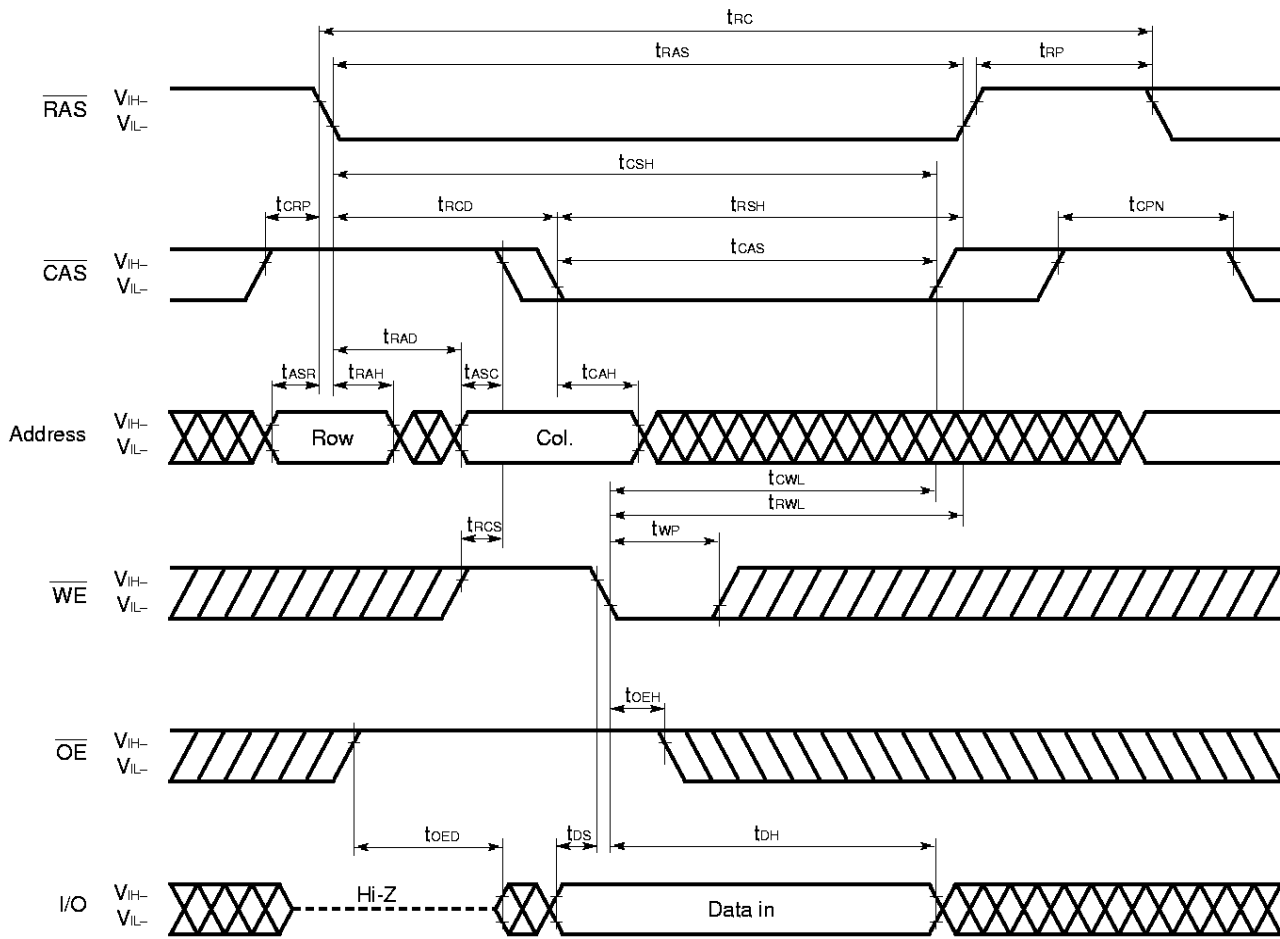 tRC
tRAS tRP
RAS VIH–
VIL–
tCSH
tCRP tRCD tRSH tCPN
CAS VIH–
VIL–
tCAS
tRAD
tASR tRAH tASC tCAH
Address VIH–
VIL–
Row Col.
tCWL
tRWL
tRCS tWP
WE VIH–
VIL–
tOEH
OE VIH–
VIL–
tOED tDS tDH
I/O VIH–
VIL–
Hi-Z Data in